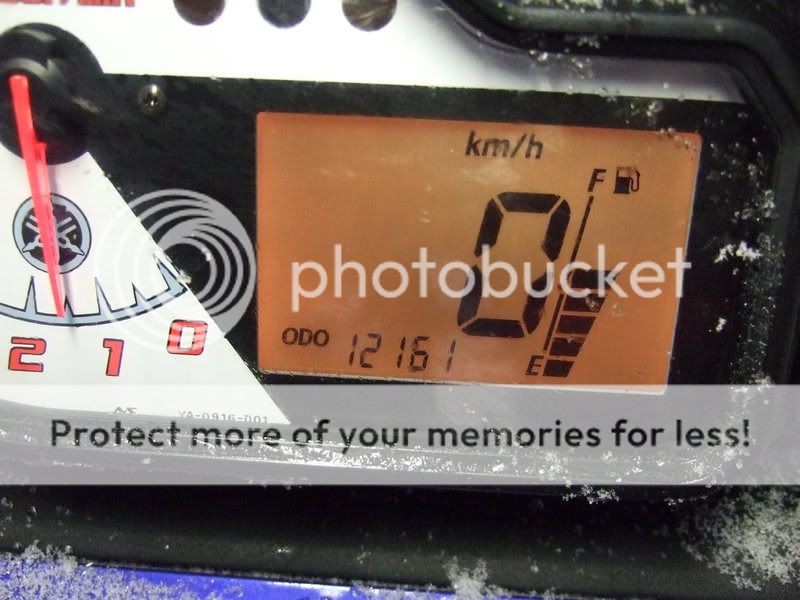 km/h
F
0
photobucket
ODO 12161
E
2 1 0
YA-0916-001
Protect more of your memories for less!